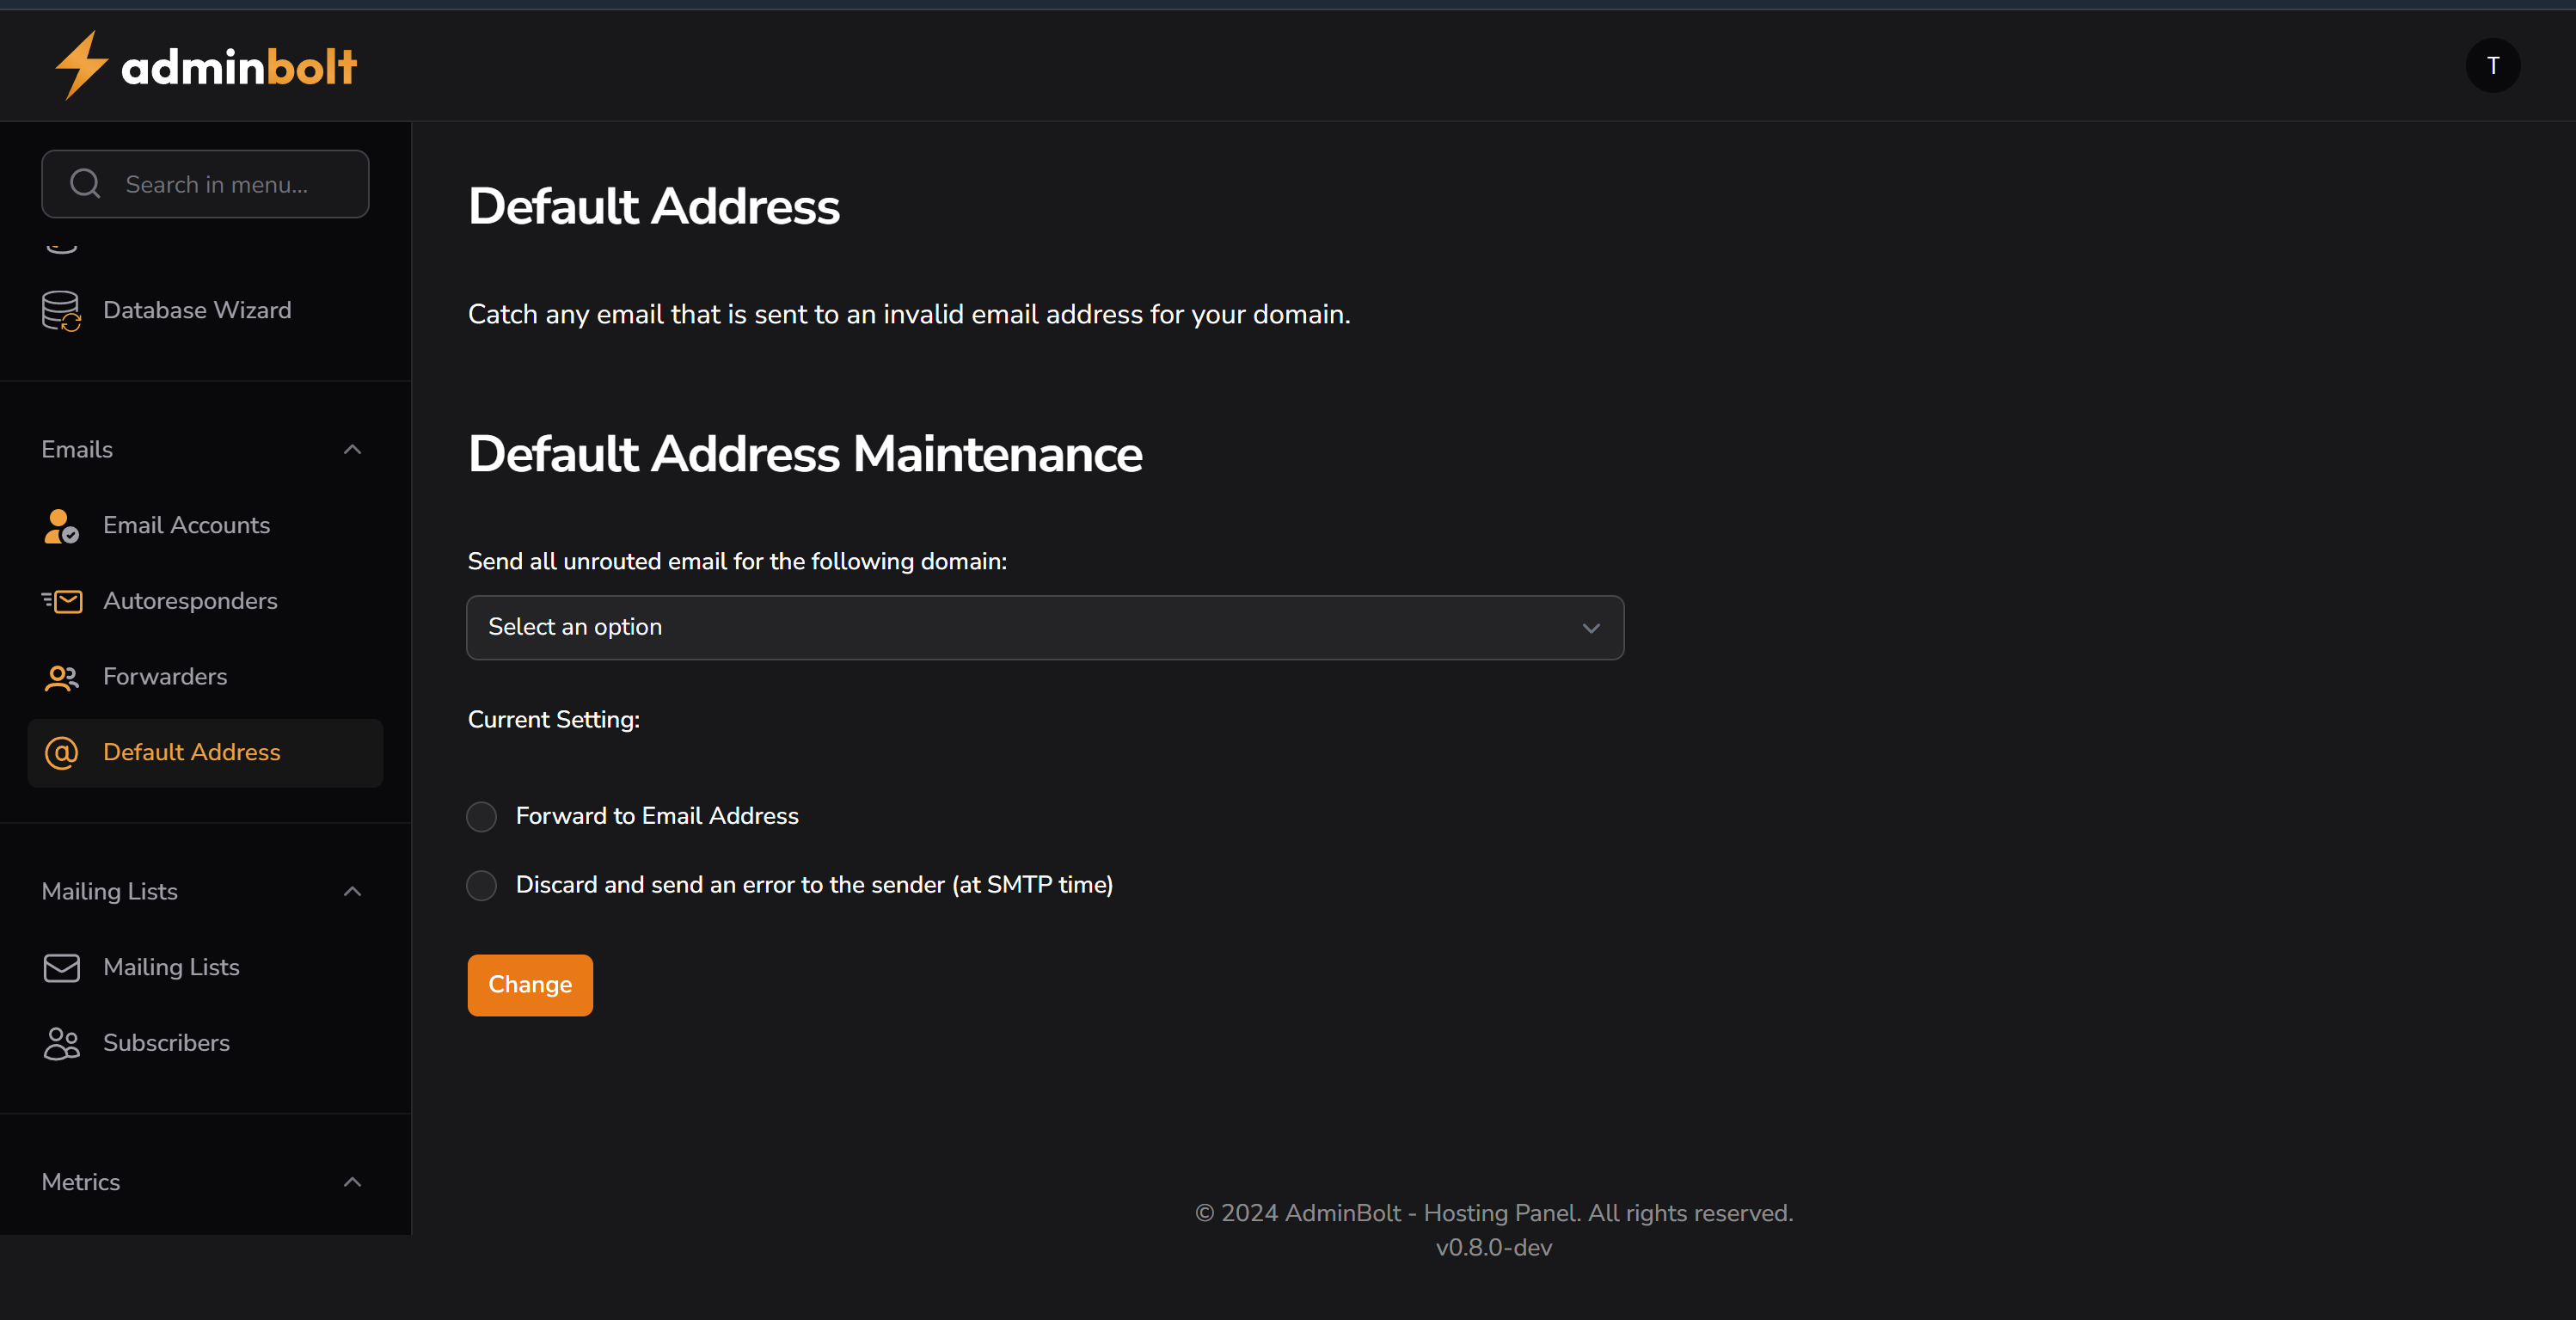 adminbolt
T
Search in menu...
Database Wizard
Emails
Email Accounts
Autoresponders
Forwarders
Default Address
Mailing Lists
Mailing Lists
Subscribers
Metrics
Default Address
Catch any email that is sent to an invalid email address for your domain.
Default Address Maintenance
Send all unrouted email for the following domain:
Select an option
Current Setting:
Forward to Email Address
Discard and send an error to the sender (at SMTP time)
Change
© 2024 AdminBolt - Hosting Panel. All rights reserved.
v0.8.0-dev